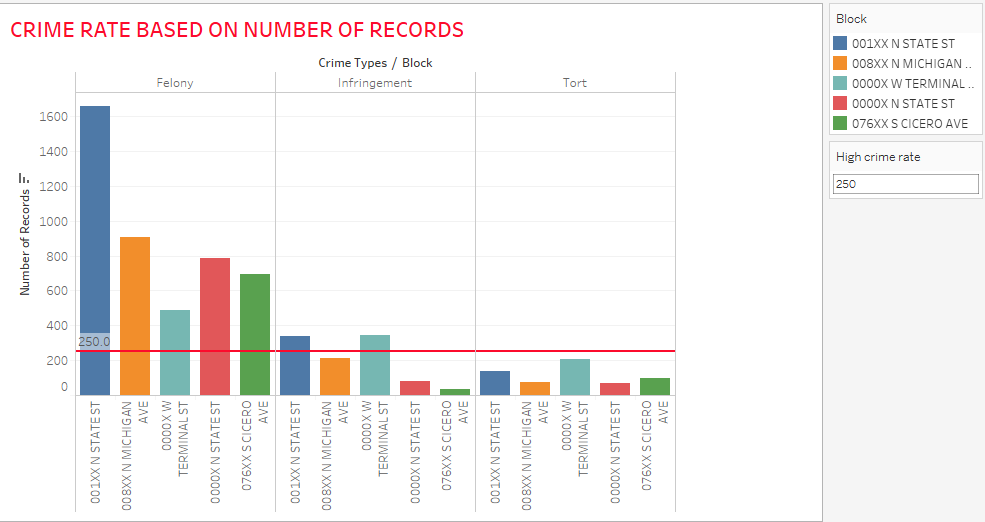 CRIME RATE BASED ON NUMBER OF RECORDS
Crime Types / Block
Felony
Infringement
Tort
Number of Records
1600
1400
1200
1000
800
600
400
200
0
250.0
001XX N STATE ST
008XX N MICHIGAN
AVE
0000X W
TERMINAL ST
0000X N STATE ST
076XX S CICERO
AVE
001XX N STATE ST
008XX N MICHIGAN
AVE
0000X W
TERMINAL ST
0000X N STATE ST
076XX S CICERO
AVE
001XX N STATE ST
008XX N MICHIGAN
AVE
0000X W
TERMINAL ST
0000X N STATE ST
076XX S CICERO
AVE
Block
001XX N STATE ST
008XX N MICHIGAN ..
0000X W TERMINAL ..
0000X N STATE ST
076XX S CICERO AVE
High crime rate
250